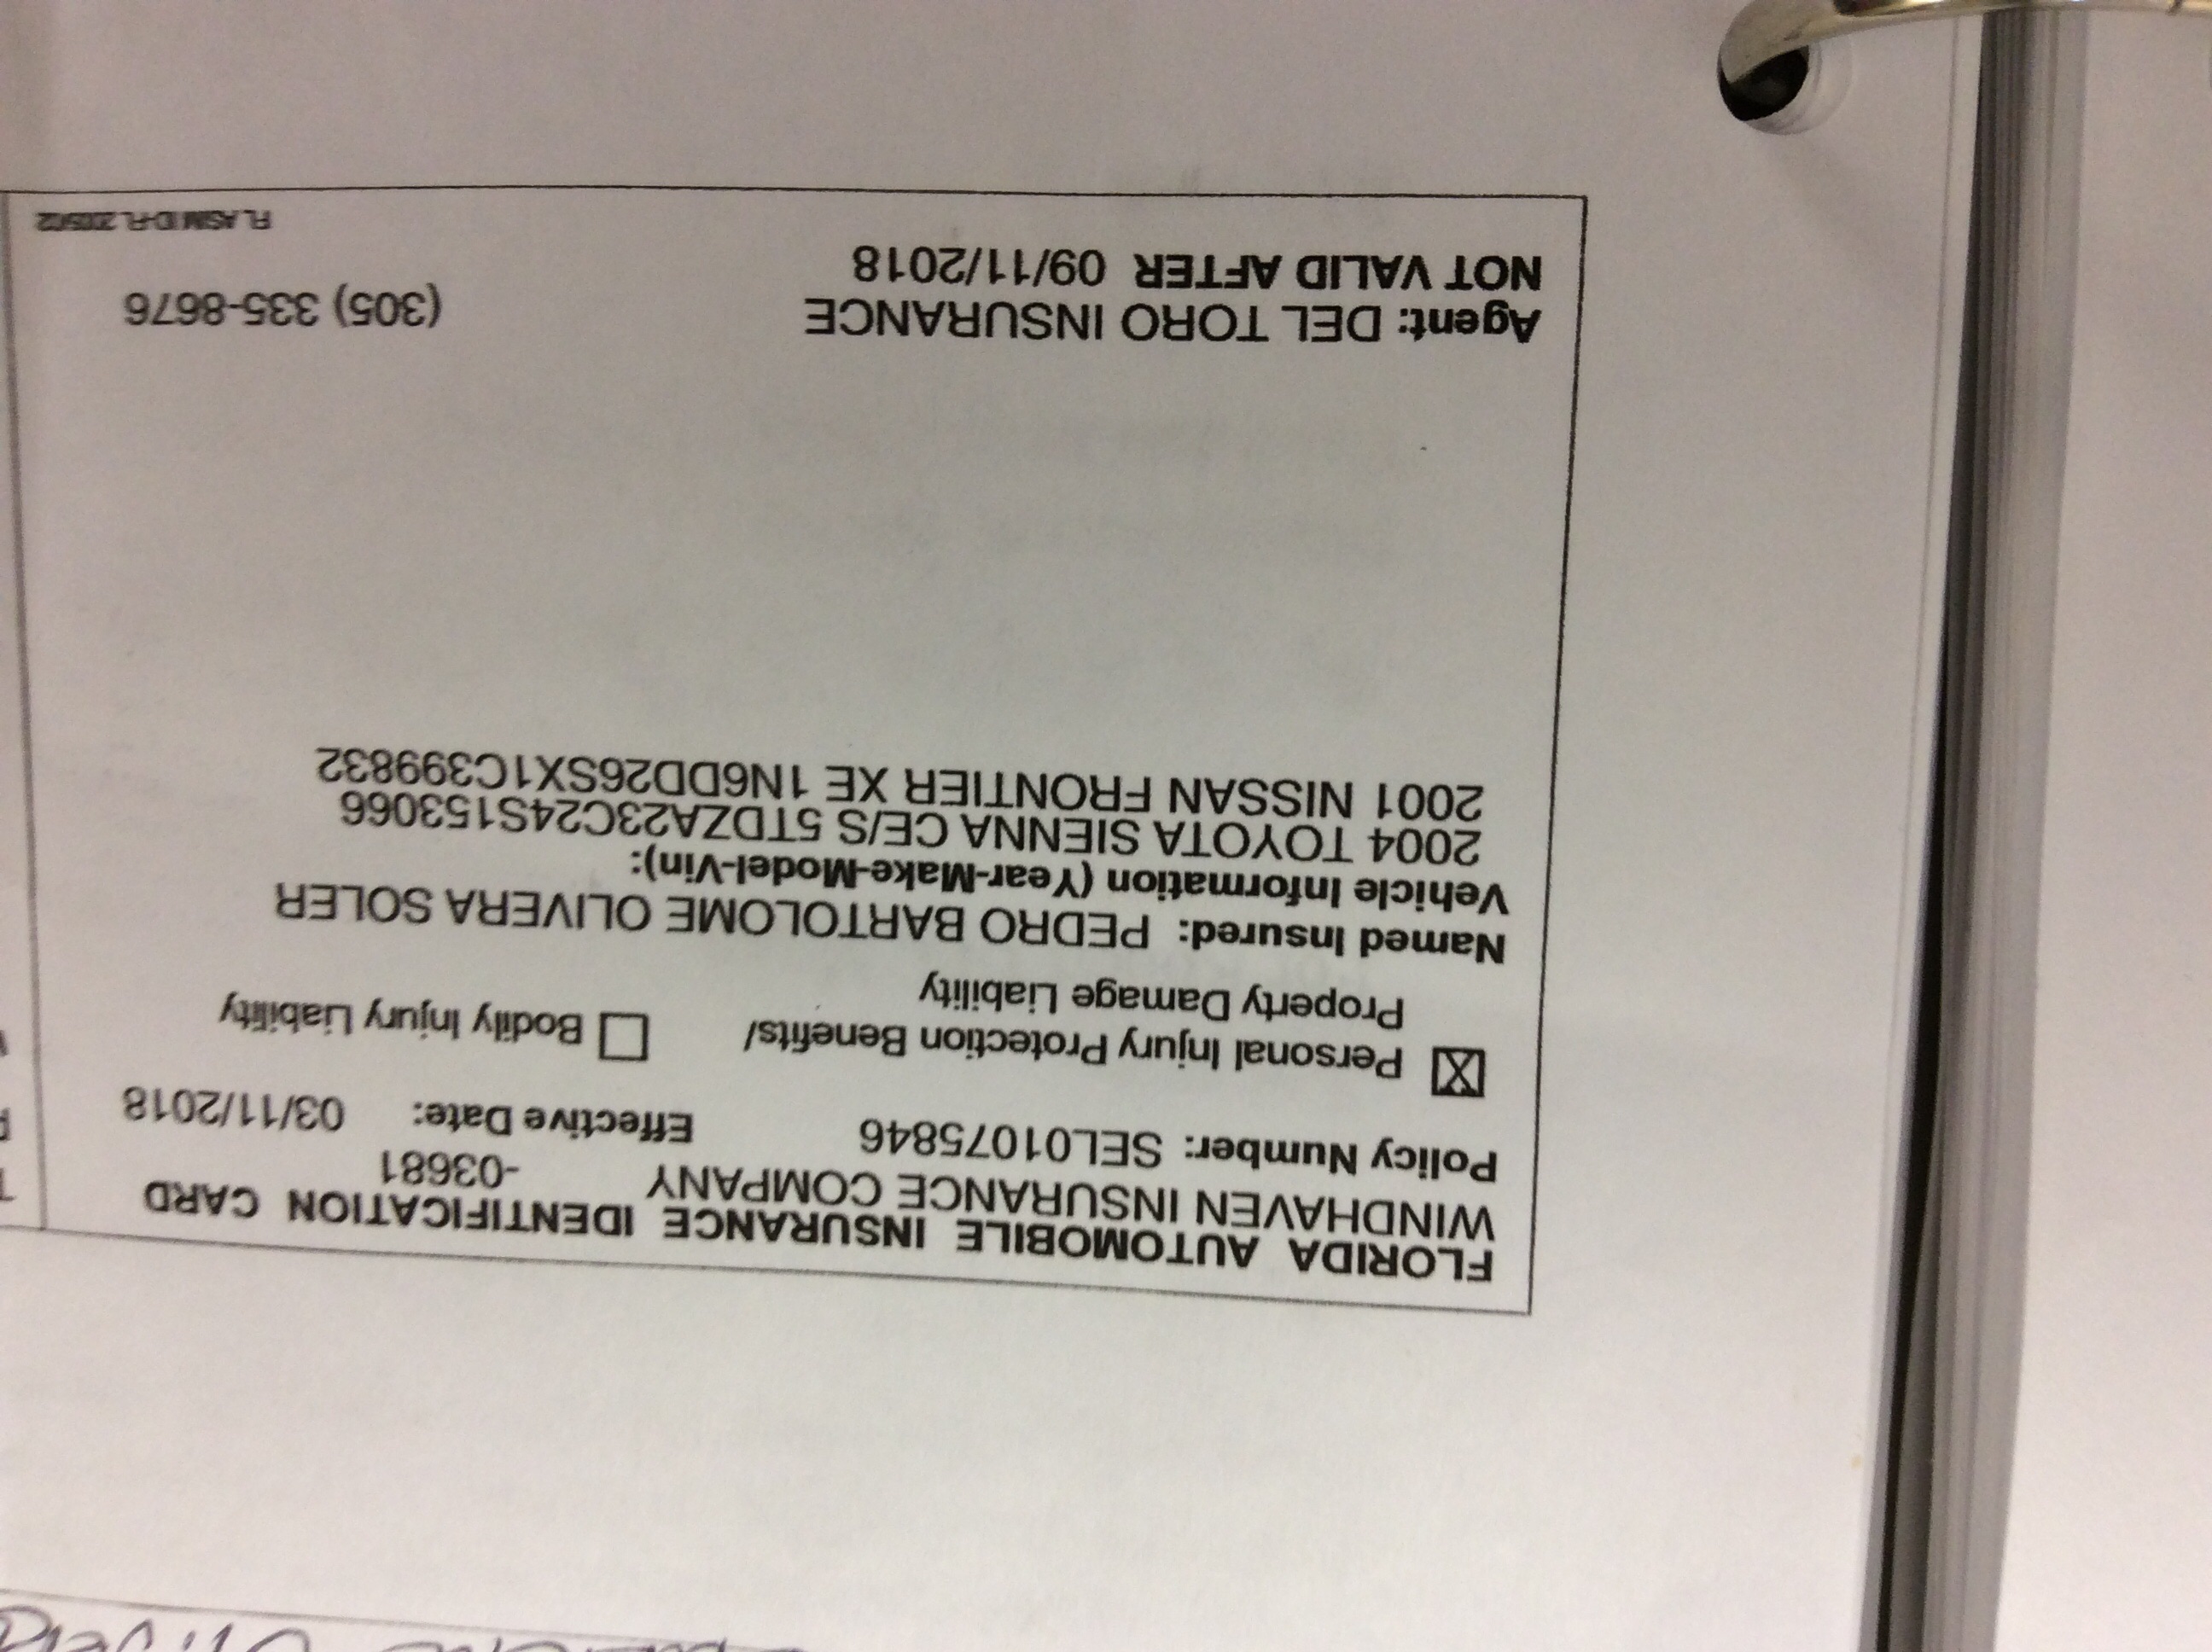 Olivera
FLORIDA AUTOMOBILE INSURANCE IDENTIFICATION CARD
WINDHAVEN INSURANCE COMPANY -03681
Policy Number: SEL01075846 Effective Date: 03/11/2018
X Personal Injury Protection Benefits/ Bodily Injury Liability
Property Damage Liability
Named Insured: PEDRO BARTOLOME OLIVERA SOLER
Vehicle Information (Year-Make-Model-Vin):
2004 TOYOTA SIENNA CE/S 5TDZA23C24S153066
2001 NISSAN FRONTIER XE 1N6DD26SX1C399832
Agent: DEL TORO INSURANCE (305) 335-8676
NOT VALID AFTER 09/11/2018
FL ASIM ID-FL 2005/02